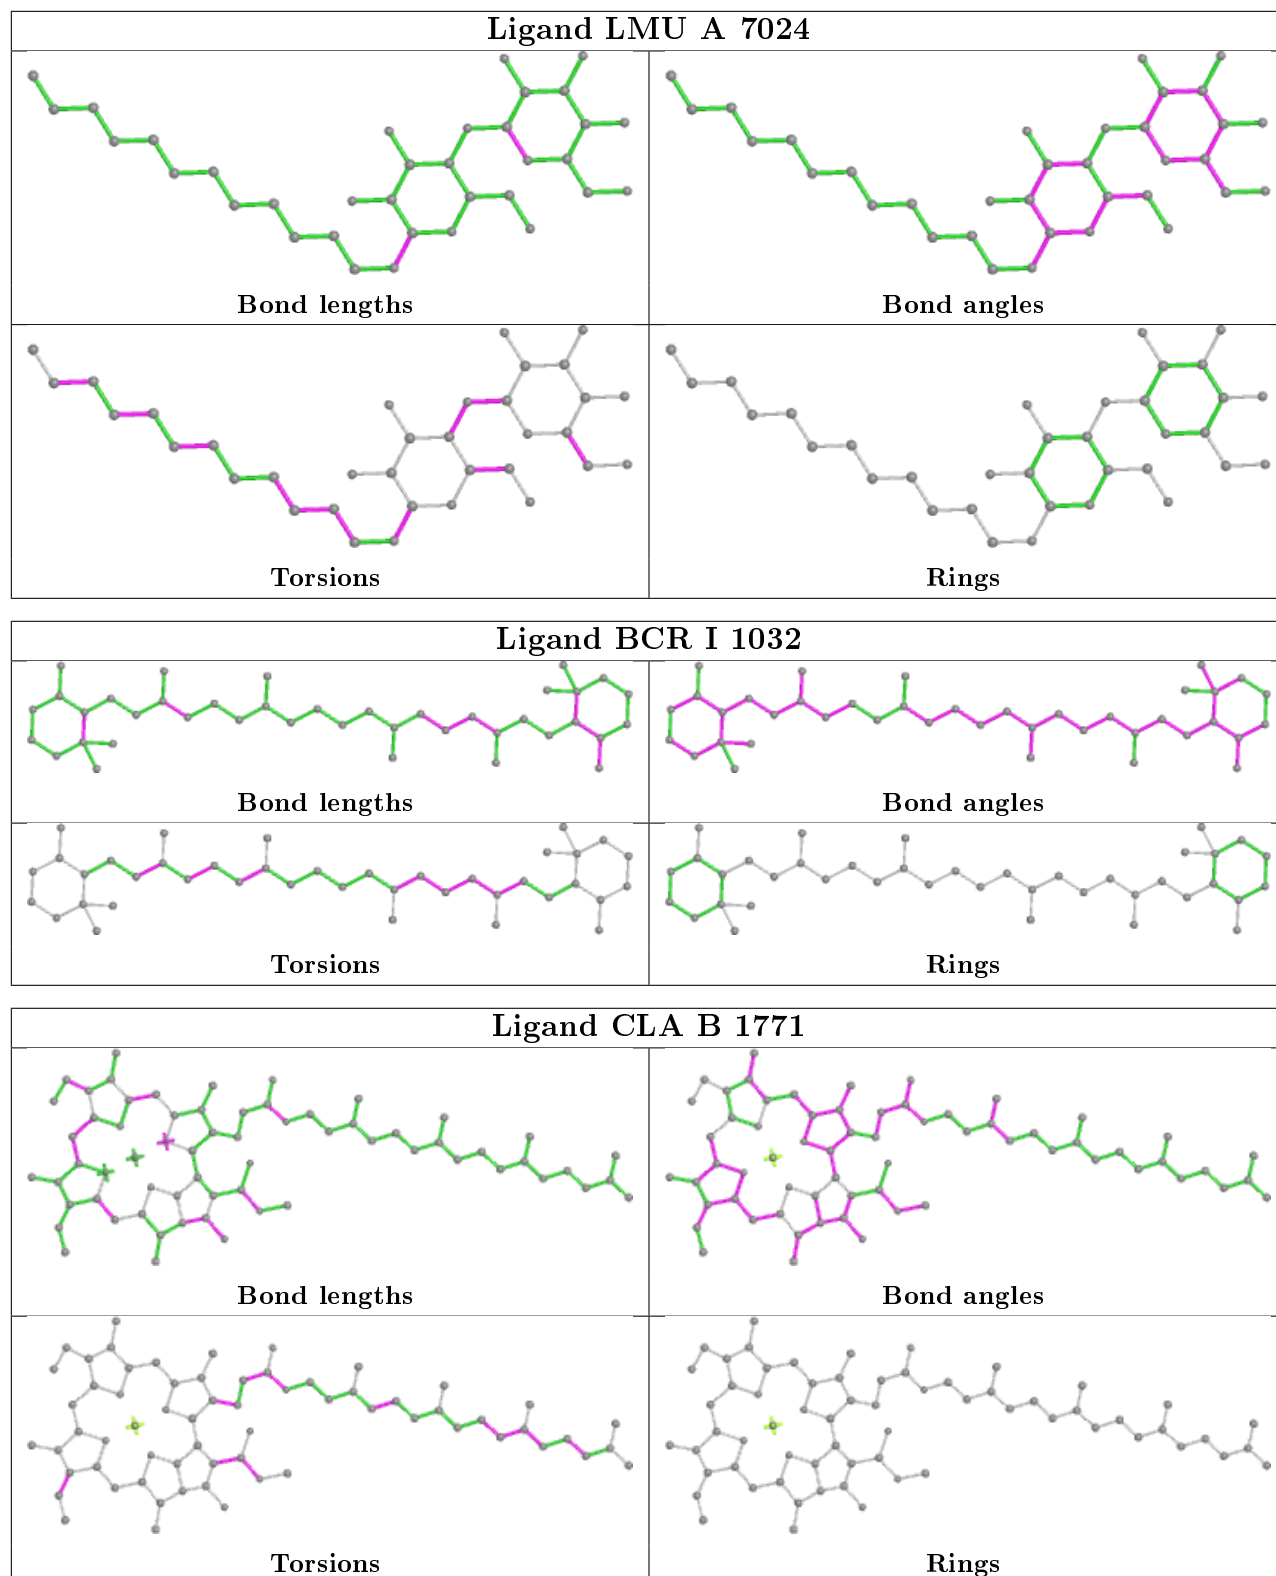 Ligand LMU A 7024
Bond lengths
Bond angles
Torsions
Rings
Ligand BCR I 1032
Bond lengths
Bond angles
Torsions
Rings
Ligand CLA B 1771
Bond lengths
Bond angles
Torsions
Rings